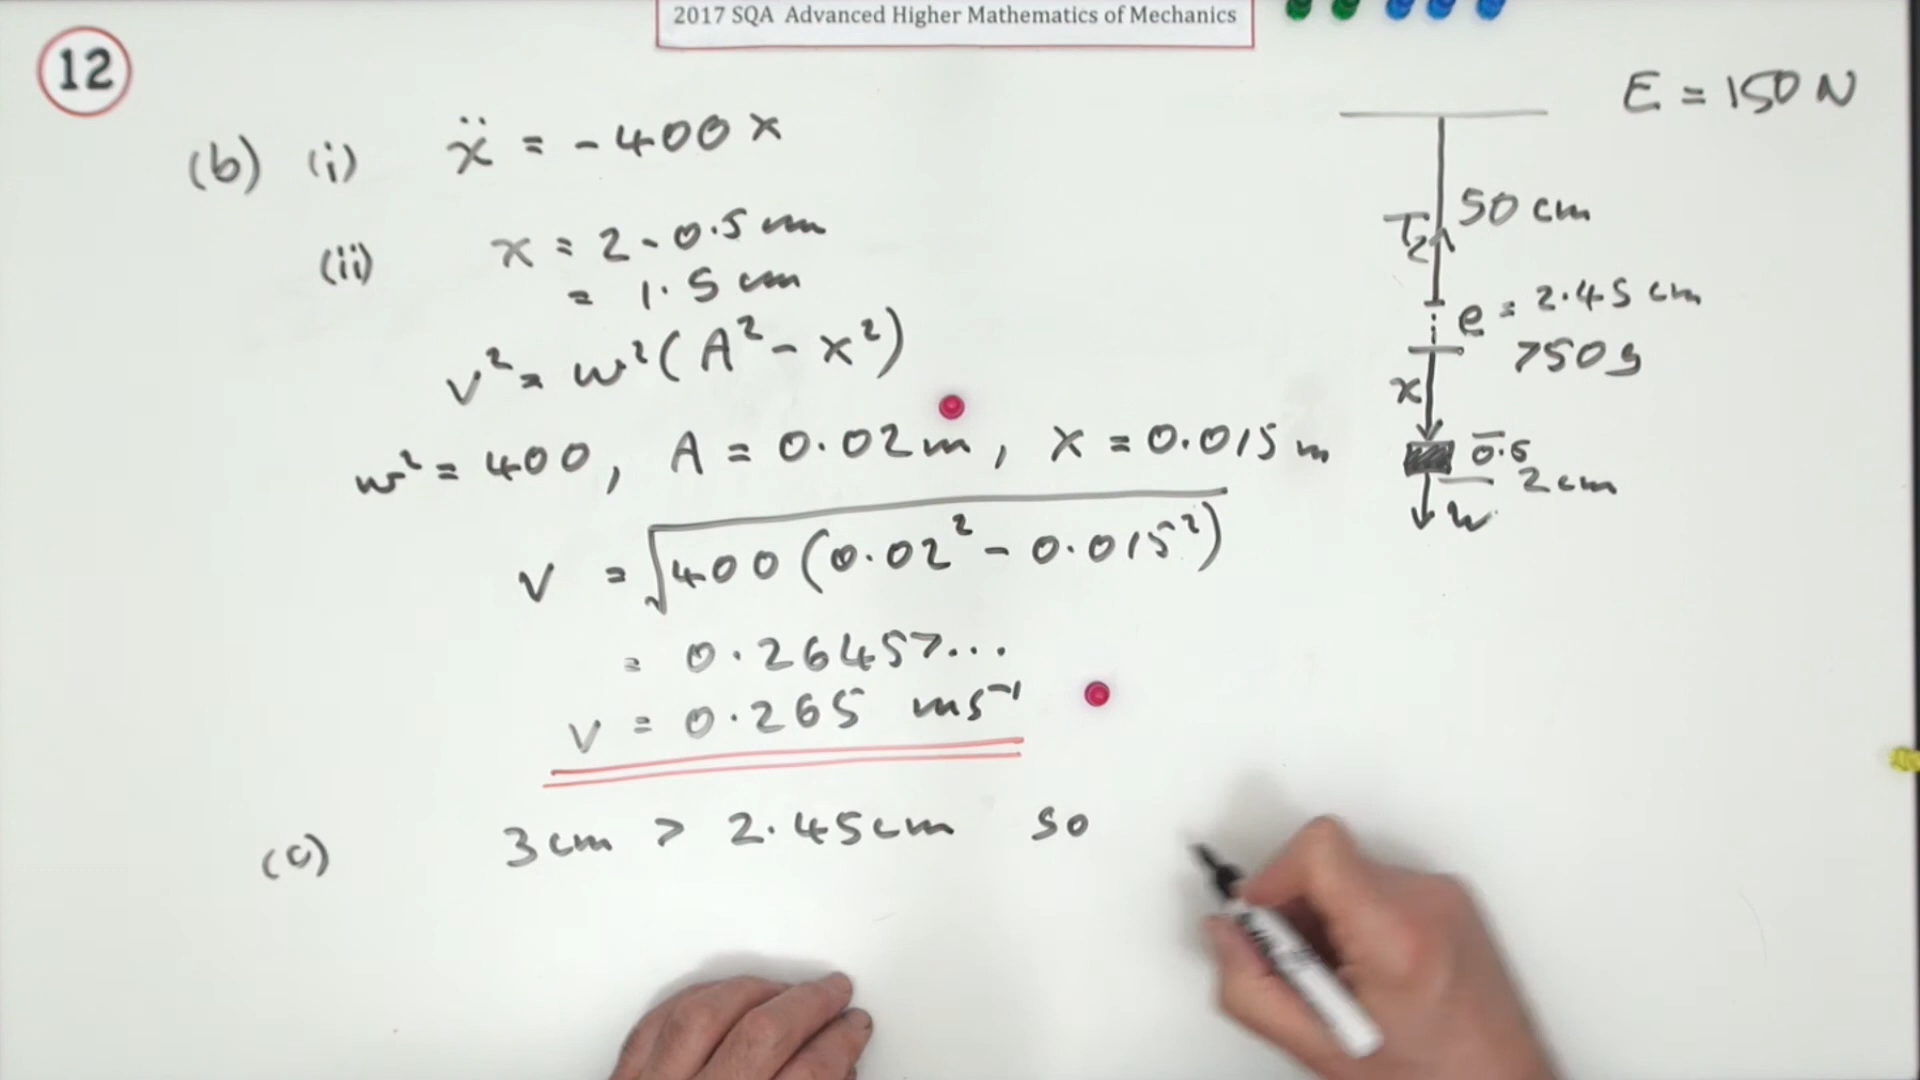 2017 SQA Advanced Higher Mathematics of Mechanics
12
(b) (i) ẍ = -400x
(ii) x = 2 - 0.5 cm
= 1.5 cm
v² = w²(A² - x²)
w² = 400, A = 0.02m, x = 0.015 m
v = √400(0.02² - 0.015²)
= 0.26457...
v = 0.265 ms⁻¹
(c) 3cm > 2.45cm so
E = 150 N
50 cm
T₂
e = 2.45 cm
750g
x
0.5
2cm
w